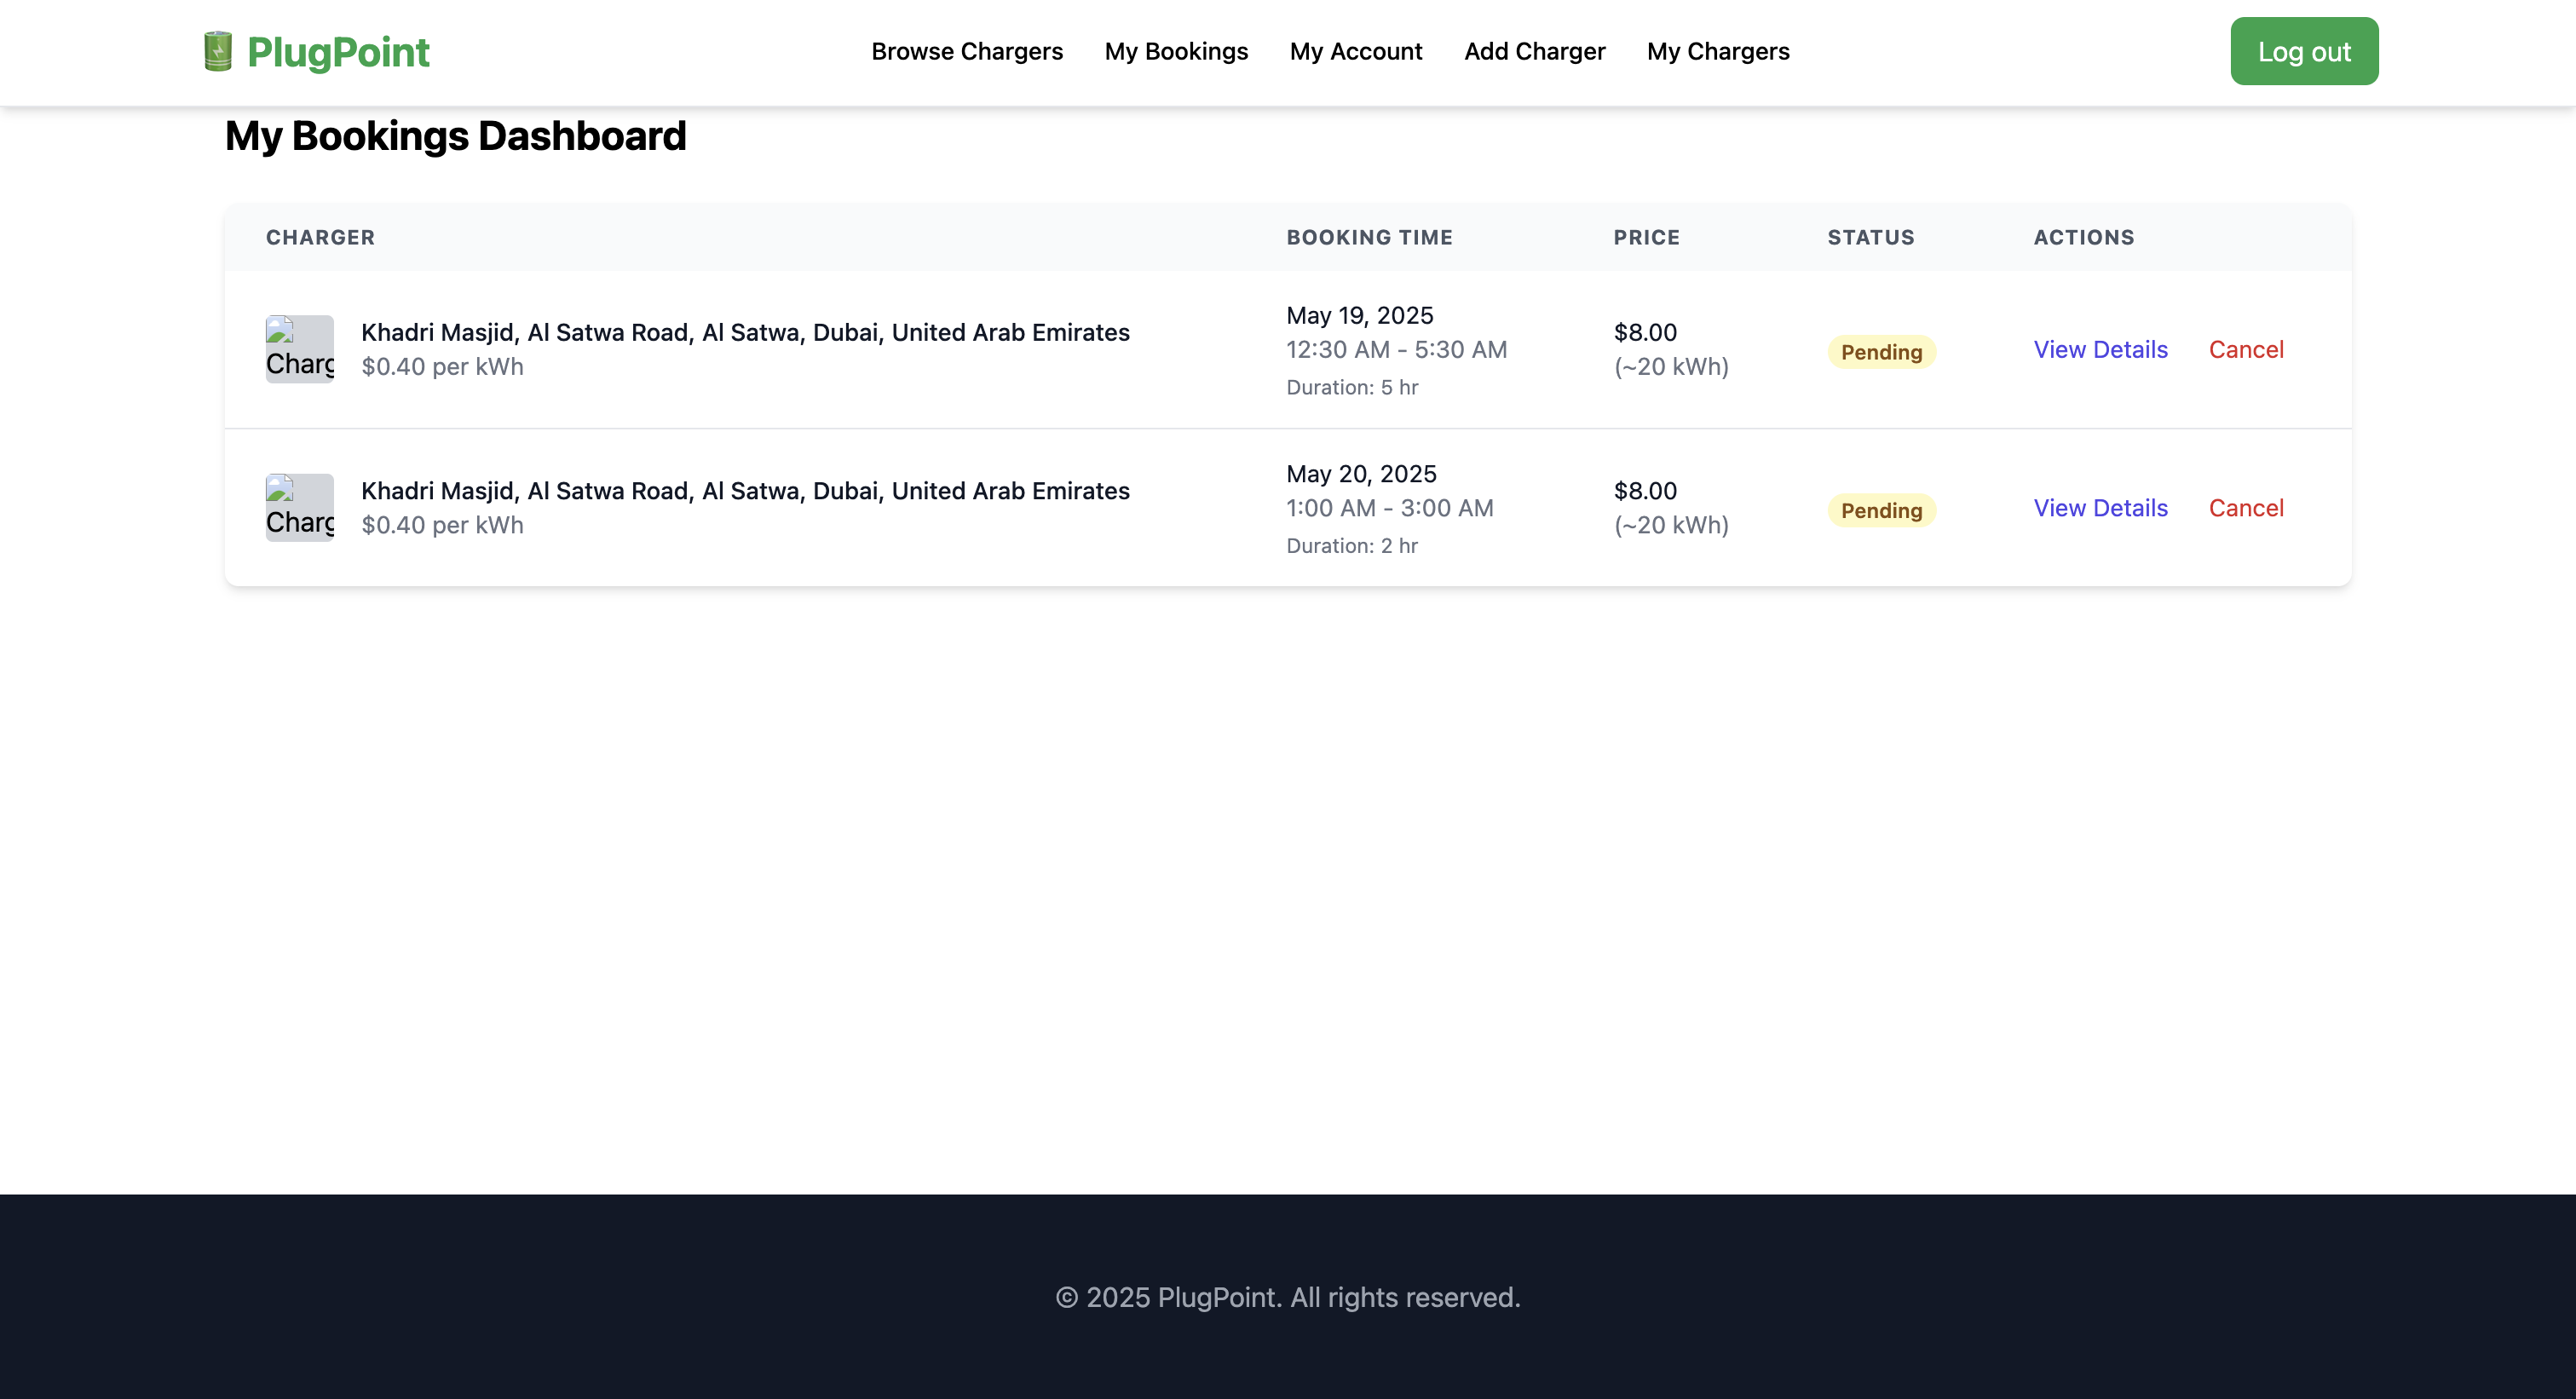 PlugPoint
Browse Chargers My Bookings My Account Add Charger My Chargers
Log out
My Bookings Dashboard
CHARGER BOOKING TIME PRICE STATUS ACTIONS
Charg
Khadri Masjid, Al Satwa Road, Al Satwa, Dubai, United Arab Emirates
$0.40 per kWh
May 19, 2025
12:30 AM - 5:30 AM
Duration: 5 hr
$8.00
(~20 kWh)
Pending
View Details Cancel
Charg
Khadri Masjid, Al Satwa Road, Al Satwa, Dubai, United Arab Emirates
$0.40 per kWh
May 20, 2025
1:00 AM - 3:00 AM
Duration: 2 hr
$8.00
(~20 kWh)
Pending
View Details Cancel
© 2025 PlugPoint. All rights reserved.